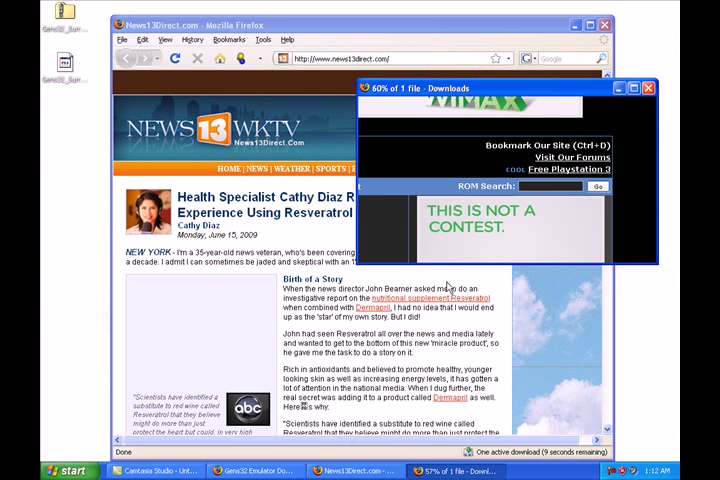 Gens32_Surr...
Gens32_Surr...
News13Direct.com - Mozilla Firefox
File Edit View History Bookmarks Tools Help
http://www.news13direct.com/
Google
60% of 1 file - Downloads
WiMAX
Bookmark Our Site (Ctrl+D)
Visit Our Forums
COOL Free Playstation 3
ROM Search: Go
THIS IS NOT A
CONTEST.
NEWS 13 WKTV
News13Direct.Com
HOME | NEWS | WEATHER | SPORTS |
Health Specialist Cathy Diaz R
Experience Using Resveratrol
Cathy Diaz
Monday, June 15, 2009
NEW YORK - I'm a 35-year-old news veteran, who's been covering
a decade. I admit I can sometimes be jaded and skeptical with an
Birth of a Story
When the news director John Beamer asked me to do an
investigative report on the nutritional supplement Resveratrol
when combined with Dermapril, I had no idea that I would end
up as the 'star' of my own story. But I did!
John had seen Resveratrol all over the news and media lately
and wanted to get to the bottom of this new 'miracle product', so
he gave me the task to do a story on it.
Rich in antioxidants and believed to promote healthy, younger
looking skin as well as increasing energy levels, it has gotten a
lot of attention in the national media. When I dug further, the
real secret was adding it to a product called Dermapril as well.
Here's why:
"Scientists have identified a substitute to red wine called
Resveratrol that they believe might do more than just
"Scientists have identified a
substitute to red wine called
Resveratrol that they believe
might do more than just
protect the heart but could, in very high
abc
Done
One active download (9 seconds remaining)
start
Camtasia Studio - Unt...
Gens32 Emulator Do...
News13Direct.com - ...
57% of 1 file - Downl...
1:12 AM